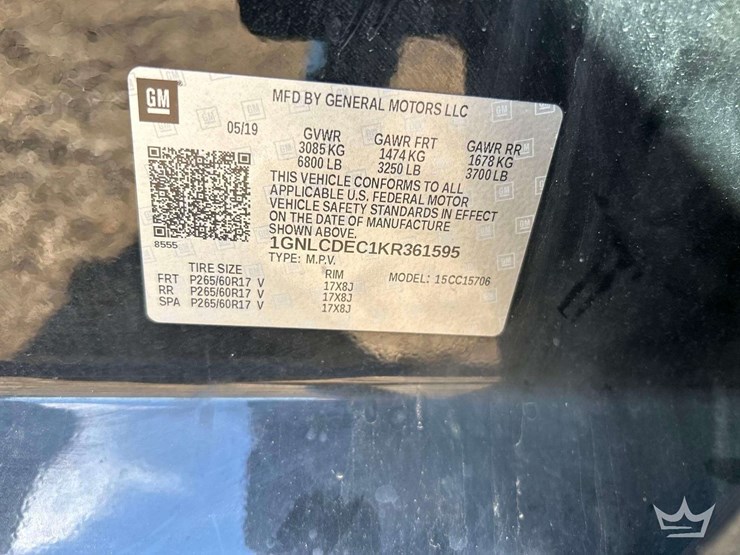 GM
MFD BY GENERAL MOTORS LLC
05/19 GVWR GAWR FRT GAWR RR
3085 KG 1474 KG 1678 KG
6800 LB 3250 LB 3700 LB
THIS VEHICLE CONFORMS TO ALL
APPLICABLE U.S. FEDERAL MOTOR
VEHICLE SAFETY STANDARDS IN EFFECT
ON THE DATE OF MANUFACTURE
SHOWN ABOVE.
8555
1GNLCDEC1KR361595
TYPE: M.P.V. MODEL: 15CC15706
TIRE SIZE RIM
FRT P265/60R17 V 17X8J
RR P265/60R17 V 17X8J
SPA P265/60R17 V 17X8J